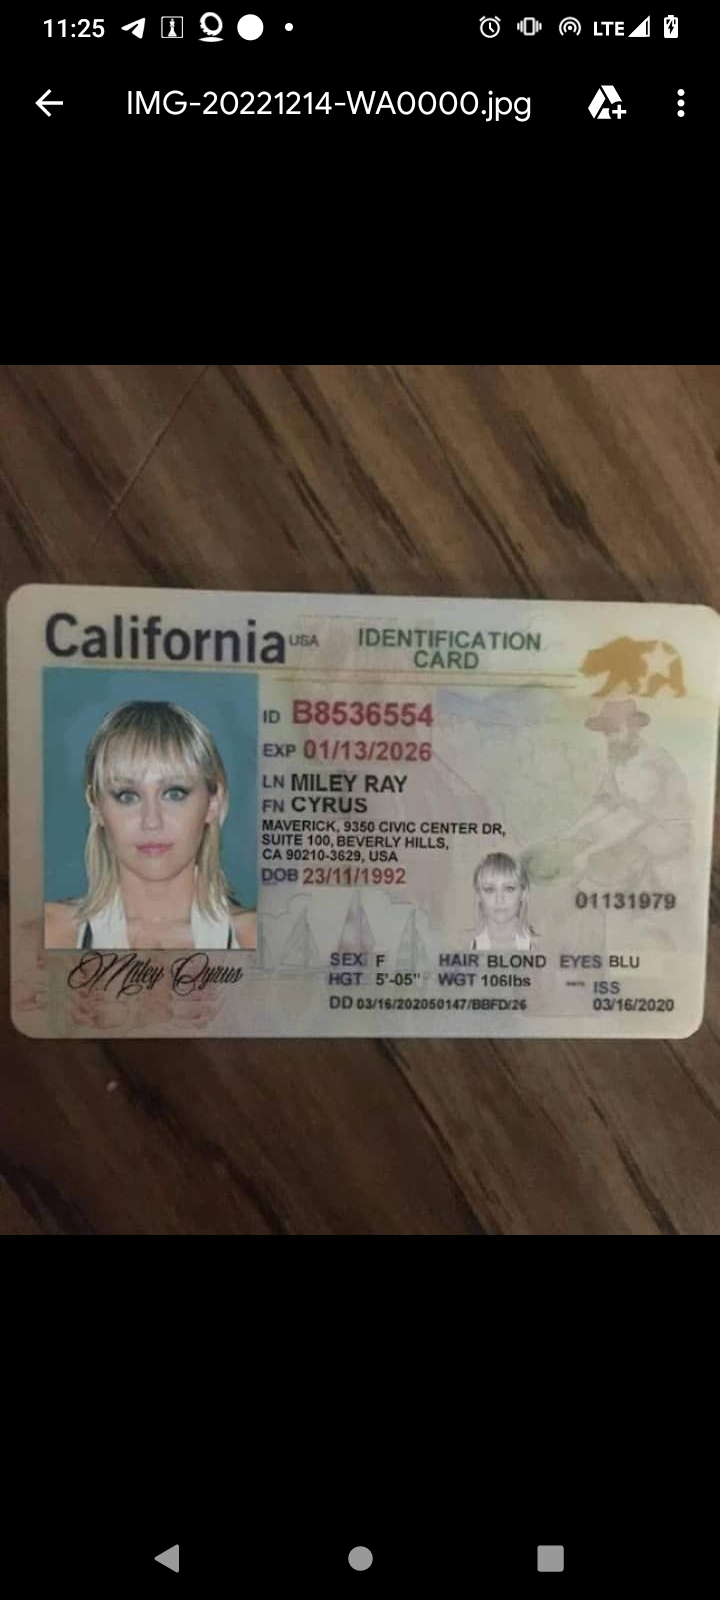 11:25 LTE
IMG-20221214-WA0000.jpg
California USA IDENTIFICATION
CARD
ID B8536554
EXP 01/13/2026
LN MILEY RAY
FN CYRUS
MAVERICK, 9350 CIVIC CENTER DR,
SUITE 100, BEVERLY HILLS,
CA 90210-3629, USA
DOB 23/11/1992
01131979
SEX F HAIR BLOND EYES BLU
HGT 5'-05" WGT 106lbs ISS
DD 03/16/202050147/BBFD/26 03/16/2020
Miley Cyrus